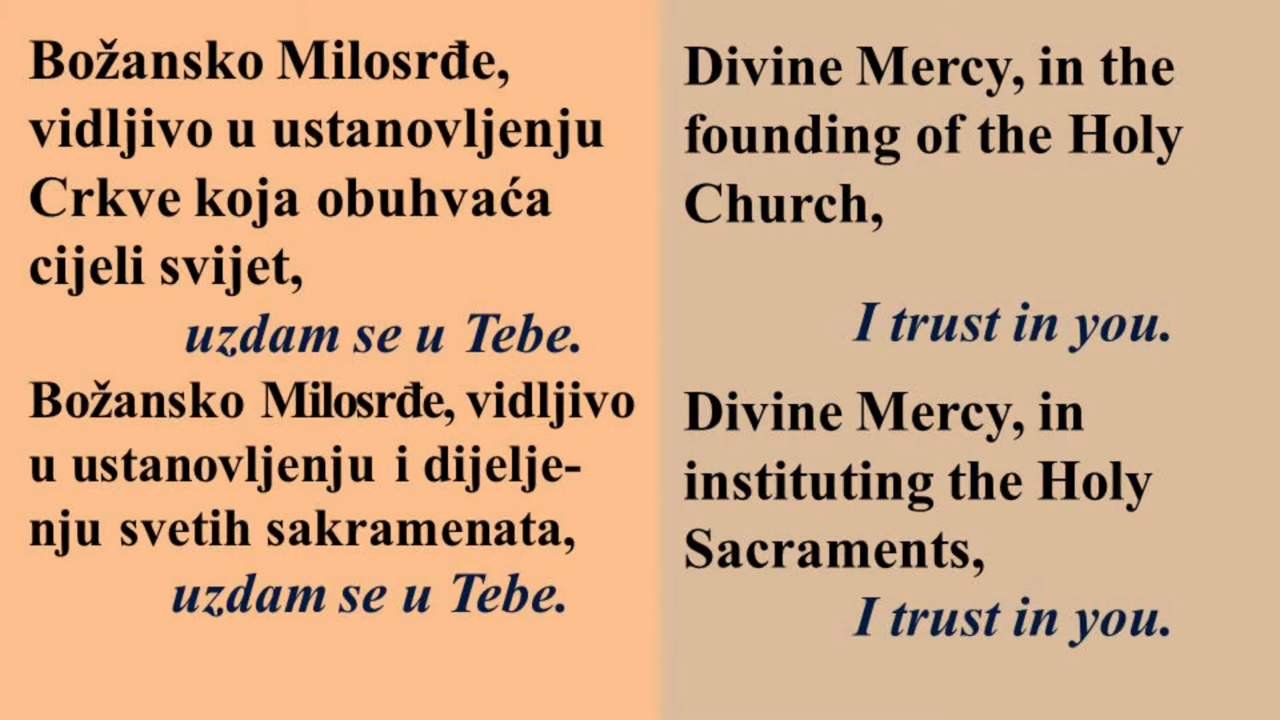 Božansko Milosrđe,
vidljivo u ustanovljenju
Crkve koja obuhvaća
cijeli svijet,
uzdam se u Tebe.
Božansko Milosrđe, vidljivo
u ustanovljenju i dijelje-
nju svetih sakramenata,
uzdam se u Tebe.
Divine Mercy, in the
founding of the Holy
Church,
I trust in you.
Divine Mercy, in
instituting the Holy
Sacraments,
I trust in you.